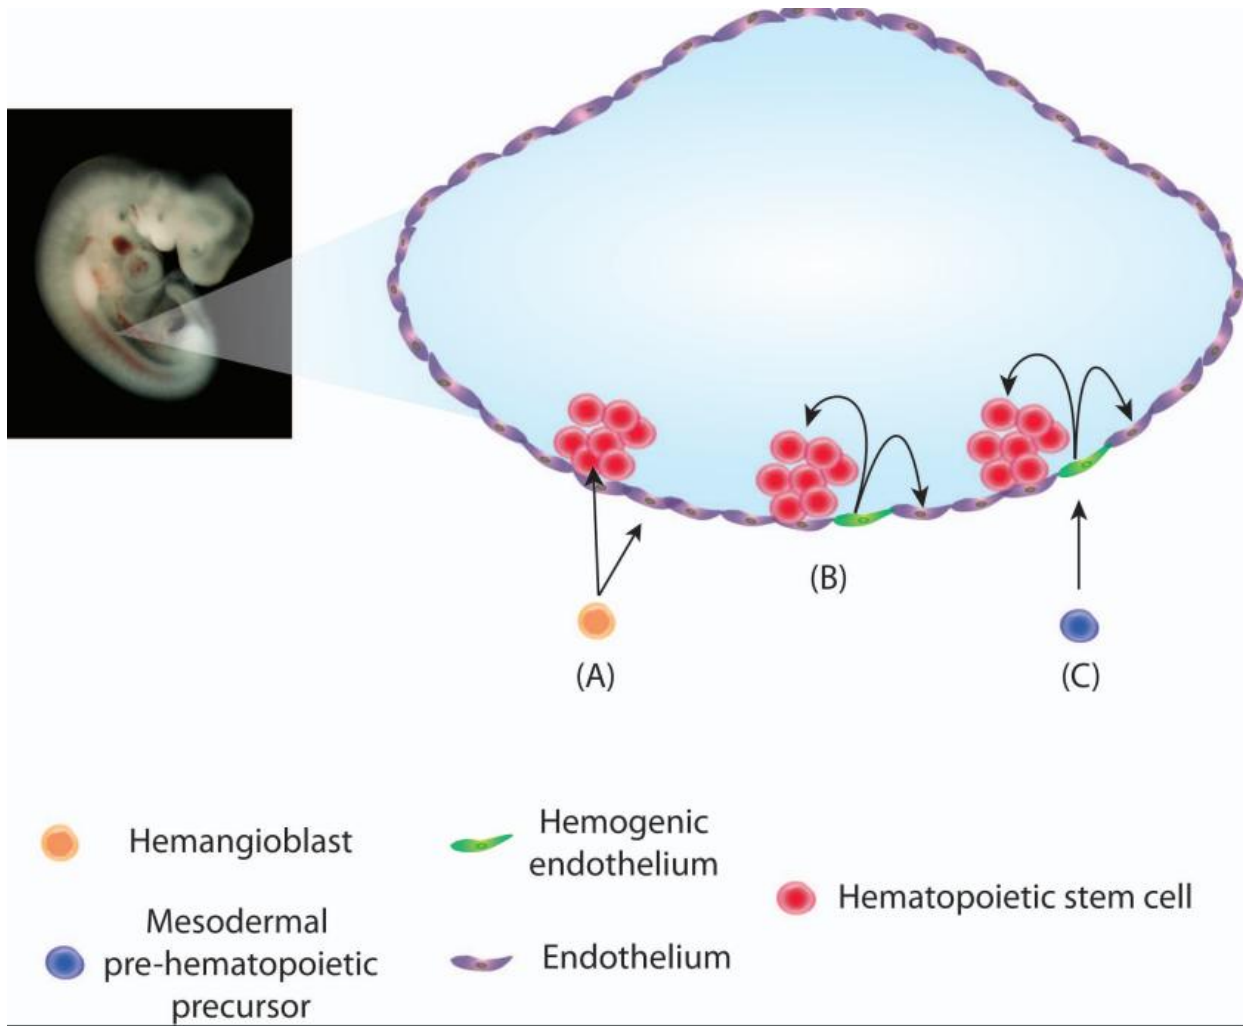 (B)
(A)
(C)
Hemangioblast
Mesodermal
pre-hematopoietic
precursor
Hemogenic
endothelium
Endothelium
Hematopoietic stem cell